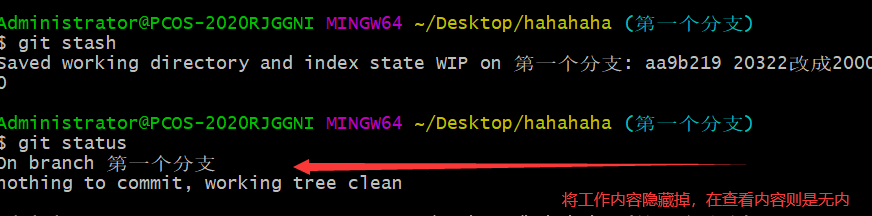 Administrator@PCOS-2020RJGGNI MINGW64 ~/Desktop/hahahaha (第一个分支)
$ git stash
Saved working directory and index state WIP on 第一个分支: aa9b219 20322改成2000
0
Administrator@PCOS-2020RJGGNI MINGW64 ~/Desktop/hahahaha (第一个分支)
$ git status
On branch 第一个分支
nothing to commit, working tree clean
将工作内容隐藏掉，在查看内容则是无内